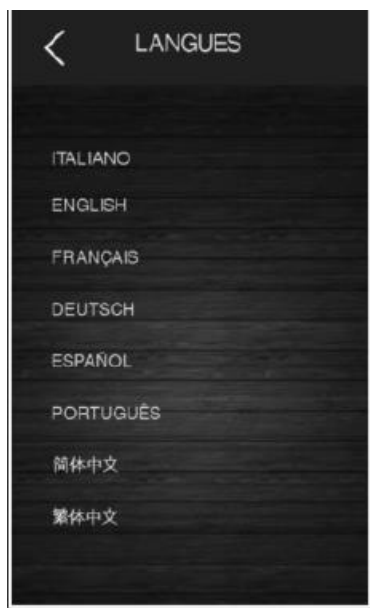 LANGUES
ITALIANO
ENGLISH
FRANÇAIS
DEUTSCH
ESPAÑOL
PORTUGUÊS
简体中文
繁体中文